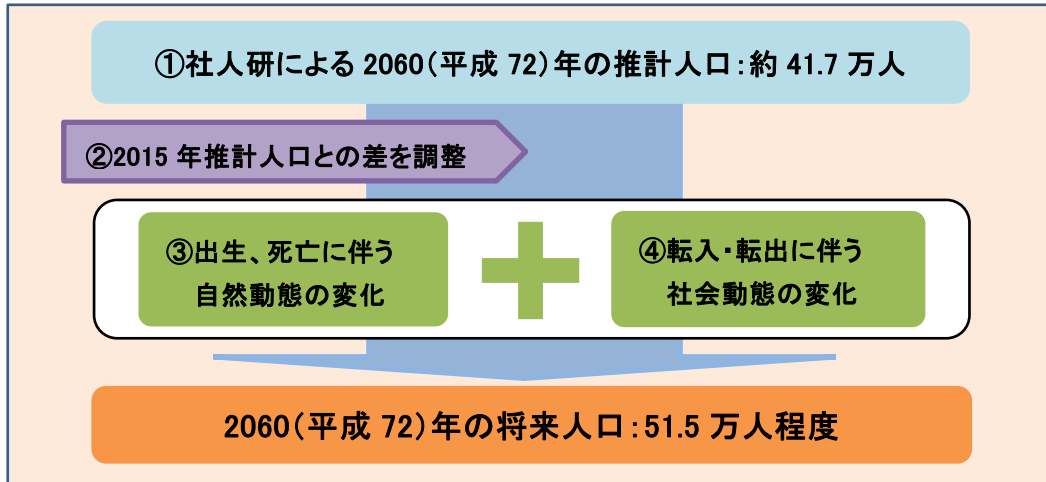 ①社人研による 2060(平成 72)年の推計人口:約 41.7 万人
②2015 年推計人口との差を調整
③出生、死亡に伴う
自然動態の変化
④転入・転出に伴う
社会動態の変化
2060(平成 72)年の将来人口:51.5 万人程度